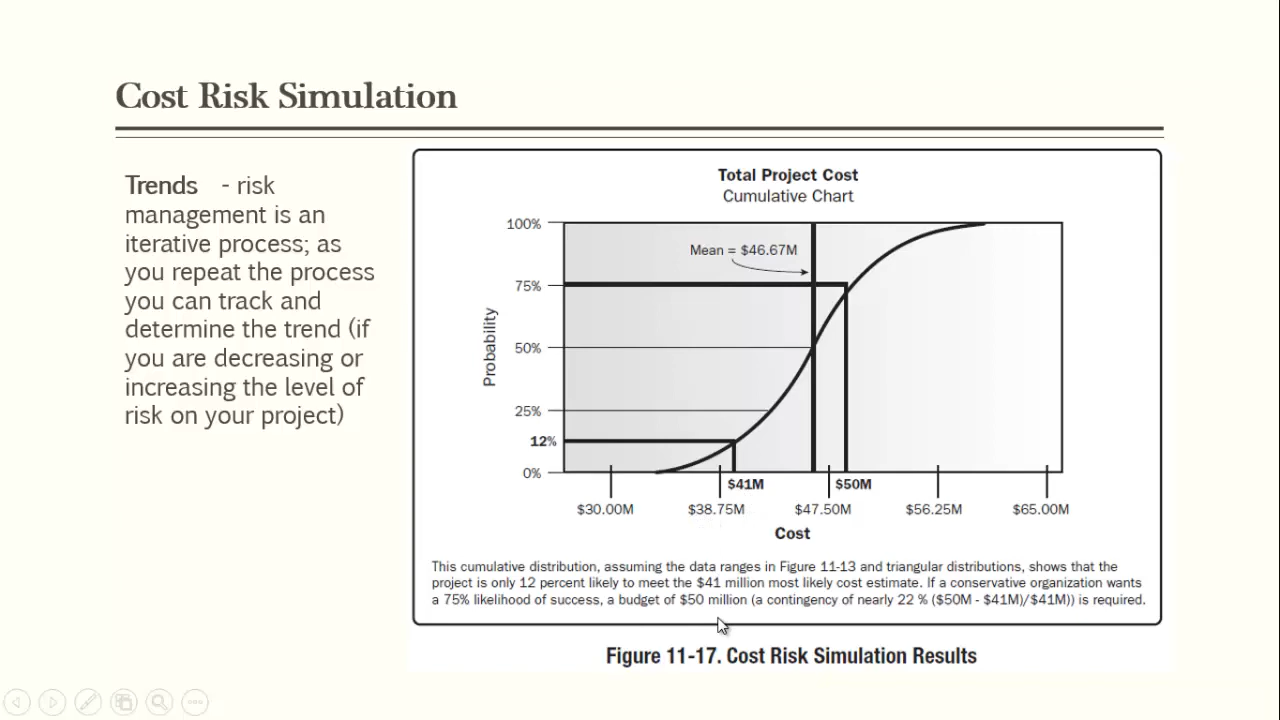 Cost Risk Simulation
Trends - risk
management is an
iterative process; as
you repeat the process
you can track and
determine the trend (if
you are decreasing or
increasing the level of
risk on your project)
Total Project Cost
Cumulative Chart
100%
Mean = $46.67M
75%
50%
25%
12%
0%
Probability
$41M
$50M
$30.00M
$38.75M
$47.50M
$56.25M
$65.00M
Cost
This cumulative distribution, assuming the data ranges in Figure 11-13 and triangular distributions, shows that the
project is only 12 percent likely to meet the $41 million most likely cost estimate. If a conservative organization wants
a 75% likelihood of success, a budget of $50 million (a contingency of nearly 22 % ($50M - $41M)/$41M)) is required.
Figure 11-17. Cost Risk Simulation Results